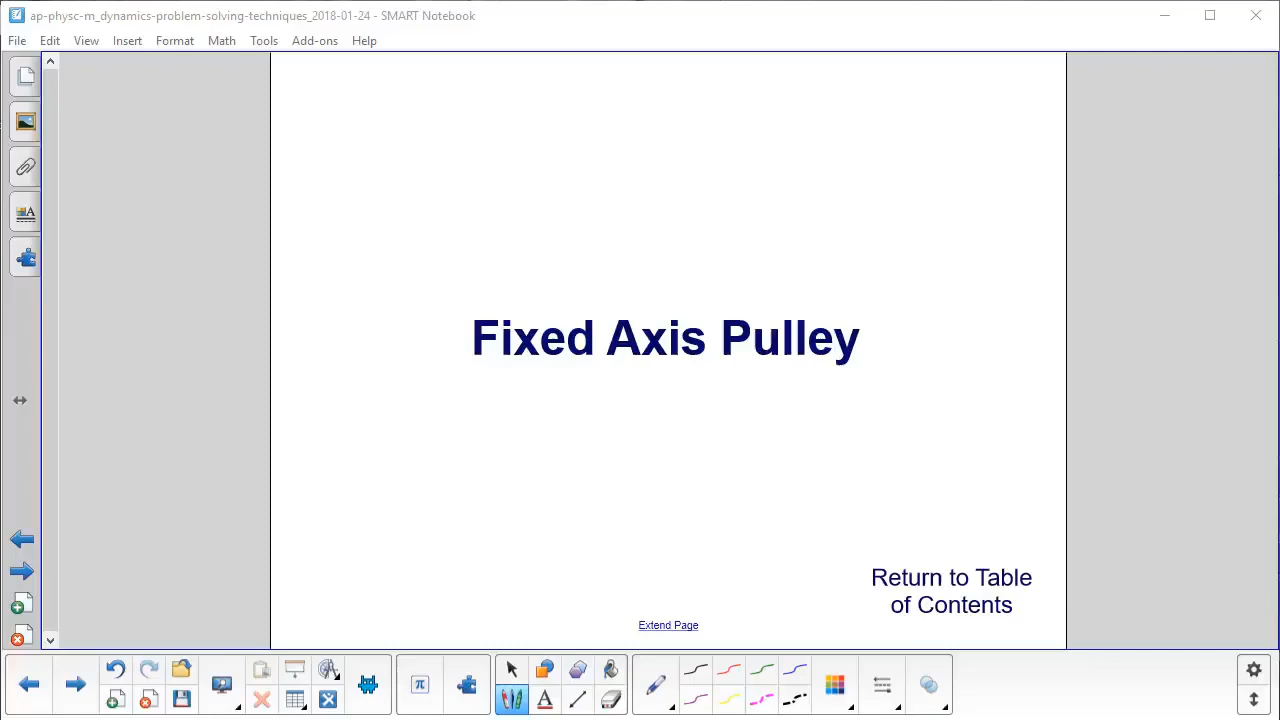 ap-physc-m_dynamics-problem-solving-techniques_2018-01-24 - SMART Notebook
File Edit View Insert Format Math Tools Add-ons Help
Fixed Axis Pulley
Return to Table
of Contents
Extend Page